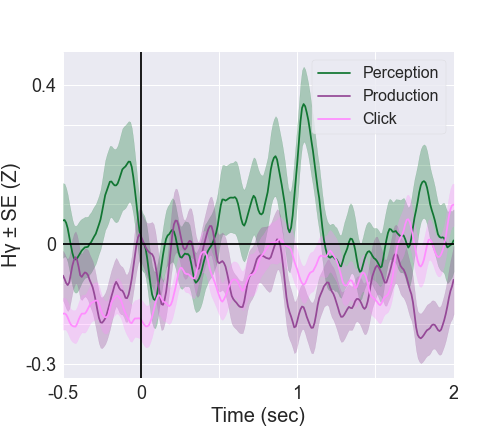 Perception
Production
Click
0.4
0
-0.3
Hγ ± SE (Z)
-0.5
0
1
2
Time (sec)